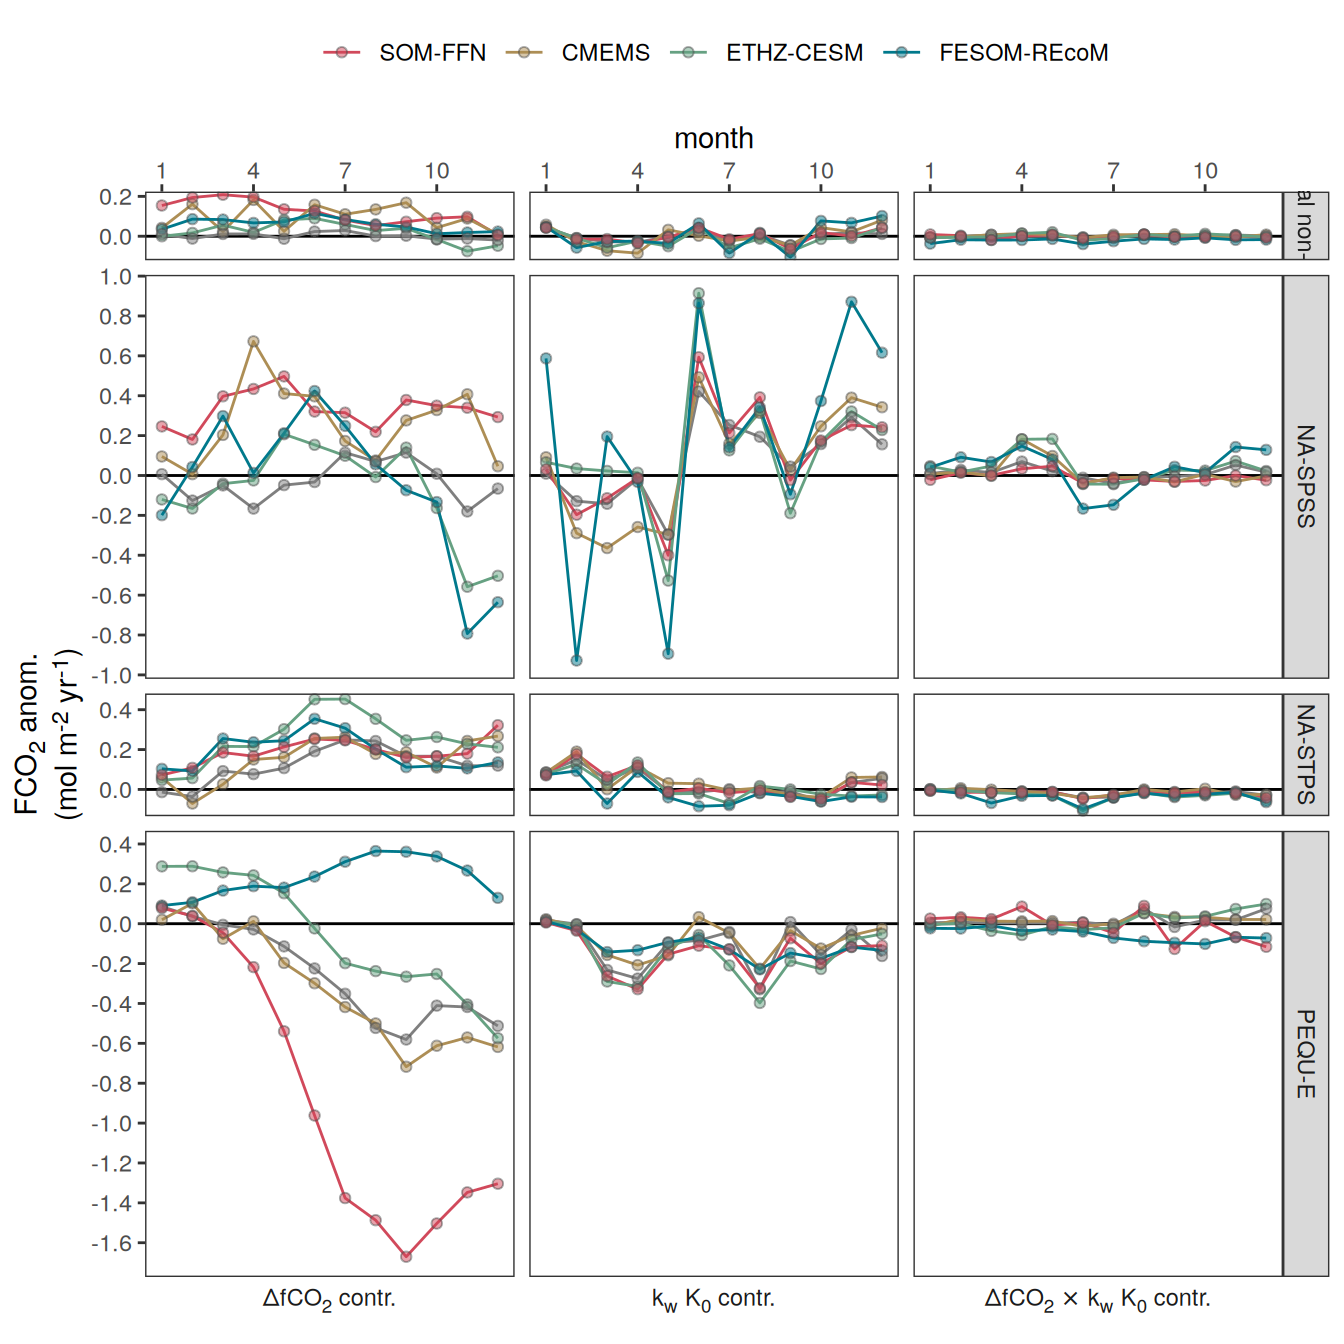 SOM-FFN CMEMS ETHZ-CESM FESOM-REcoM
month
1 4 7 10 1 4 7 10 1 4 7 10
0.2
0.0
al non-
1.0
0.8
0.6
0.4
0.2
0.0
-0.2
-0.4
-0.6
-0.8
-1.0
NA-SPSS
0.4
0.2
0.0
NA-STPS
0.4
0.2
0.0
-0.2
-0.4
-0.6
-0.8
-1.0
-1.2
-1.4
-1.6
PEQU-E
FCO₂ anom.
(mol m⁻² yr⁻¹)
ΔfCO₂ contr. k_w K₀ contr. ΔfCO₂ × k_w K₀ contr.